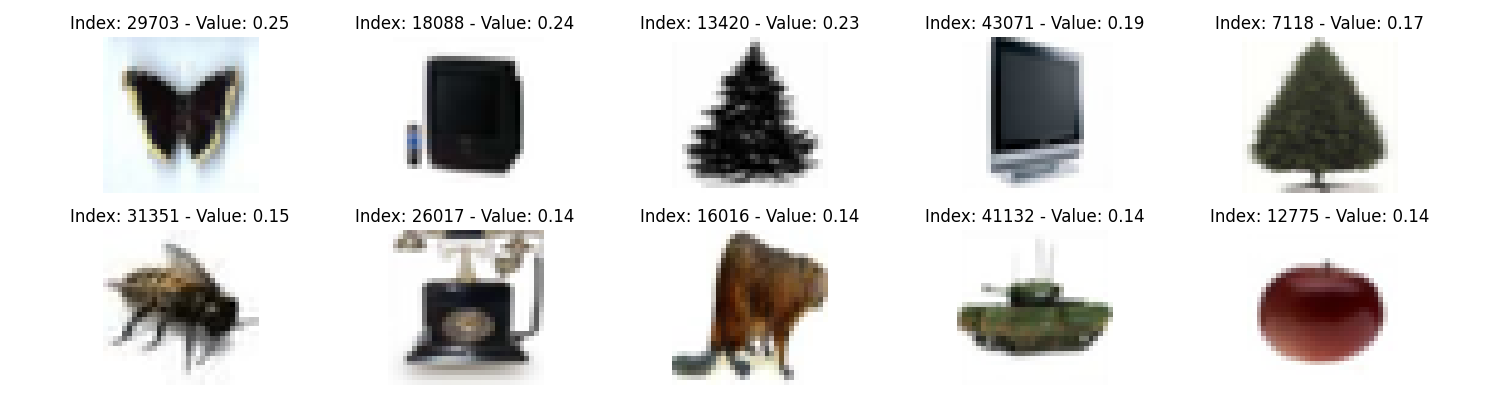 Index: 29703 - Value: 0.25
Index: 18088 - Value: 0.24
Index: 13420 - Value: 0.23
Index: 43071 - Value: 0.19
Index: 7118 - Value: 0.17
Index: 31351 - Value: 0.15
Index: 26017 - Value: 0.14
Index: 16016 - Value: 0.14
Index: 41132 - Value: 0.14
Index: 12775 - Value: 0.14